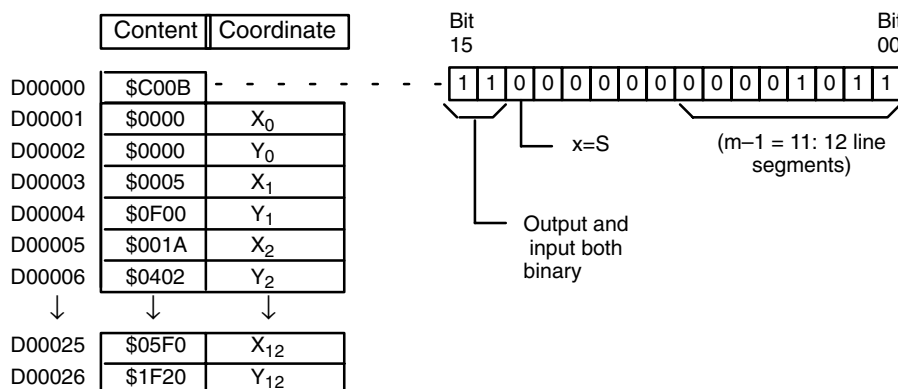 Content Coordinate
Bit 15
Bit 00
D00000 $C00B - - - - - - - - - - 1 1 0 0 0 0 0 0 0 0 0 0 1 0 1 1
D00001 $0000 X0
D00002 $0000 Y0
D00003 $0005 X1
D00004 $0F00 Y1
D00005 $001A X2
D00006 $0402 Y2
↓ ↓ ↓
D00025 $05F0 X12
D00026 $1F20 Y12
x=S
(m–1 = 11: 12 line
segments)
Output and
input both
binary